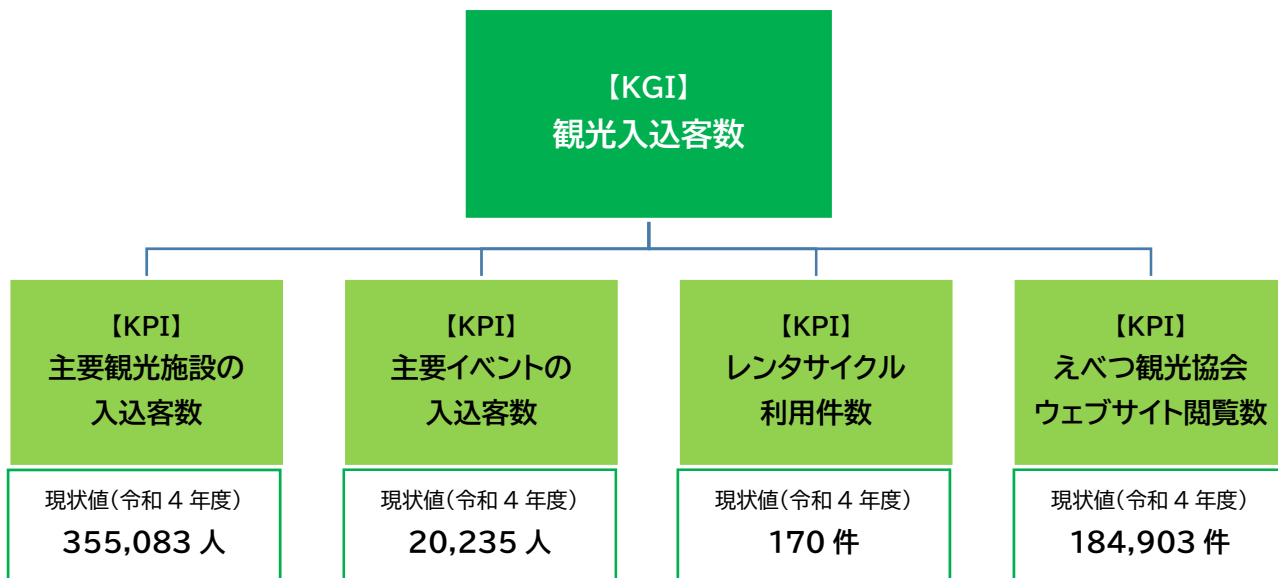 【KGI】
観光入込客数
【KPI】
主要観光施設の
入込客数
現状値(令和 4 年度)
355,083 人
【KPI】
主要イベントの
入込客数
現状値(令和 4 年度)
20,235 人
【KPI】
レンタサイクル
利用件数
現状値(令和 4 年度)
170 件
【KPI】
えべつ観光協会
ウェブサイト閲覧数
現状値(令和 4 年度)
184,903 件